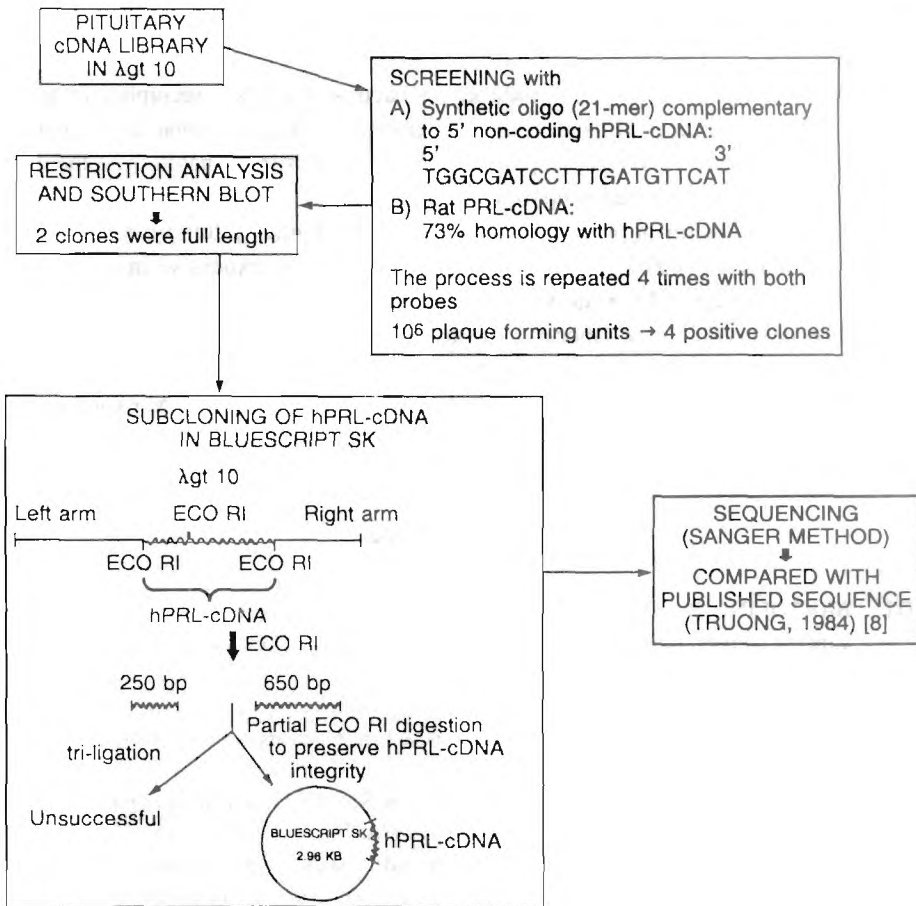 PITUITARY
cDNA LIBRARY
IN λgt 10
SCREENING with
A) Synthetic oligo (21-mer) complementary
to 5' non-coding hPRL-cDNA:
5' 3'
TGGCGATCCTTTGATGTTCAT
B) Rat PRL-cDNA:
73% homology with hPRL-cDNA
The process is repeated 4 times with both
probes
10⁶ plaque forming units → 4 positive clones
RESTRICTION ANALYSIS
AND SOUTHERN BLOT
2 clones were full length
SUBCLONING OF hPRL-cDNA
IN BLUESCRIPT SK
λgt 10
Left arm ECO RI Right arm
ECO RI ECO RI
hPRL-cDNA
ECO RI
250 bp 650 bp
Partial ECO RI digestion
to preserve hPRL-cDNA
integrity
tri-ligation
Unsuccessful
BLUESCRIPT SK
2.96 KB
hPRL-cDNA
SEQUENCING
(SANGER METHOD)
COMPARED WITH
PUBLISHED SEQUENCE
(TRUONG, 1984) [8]